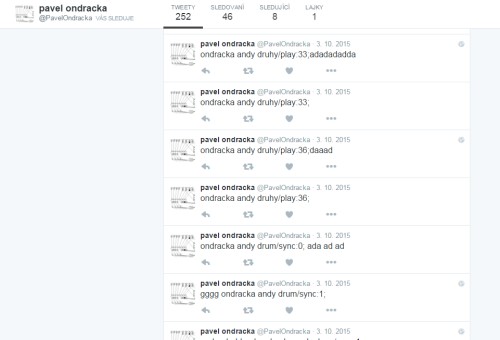 pavel ondracka
@PavelOndracka VÁS SLEDUJE
TWEETY SLEDOVÁNI SLEDUJÍCÍ LAJKY
252 46 8 1
pavel ondracka @PavelOndracka · 3. 10. 2015
ondracka andy druhy/play:33;adadadadda
pavel ondracka @PavelOndracka · 3. 10. 2015
ondracka andy druhy/play:33;
pavel ondracka @PavelOndracka · 3. 10. 2015
ondracka andy druhy/play:36;daaad
pavel ondracka @PavelOndracka · 3. 10. 2015
ondracka andy druhy/play:36;
pavel ondracka @PavelOndracka · 3. 10. 2015
ondracka andy drum/sync:0; ada ad ad
pavel ondracka @PavelOndracka · 3. 10. 2015
gggg ondracka andy drum/sync:1;
pavel ondracka @PavelOndracka · 3. 10. 2015